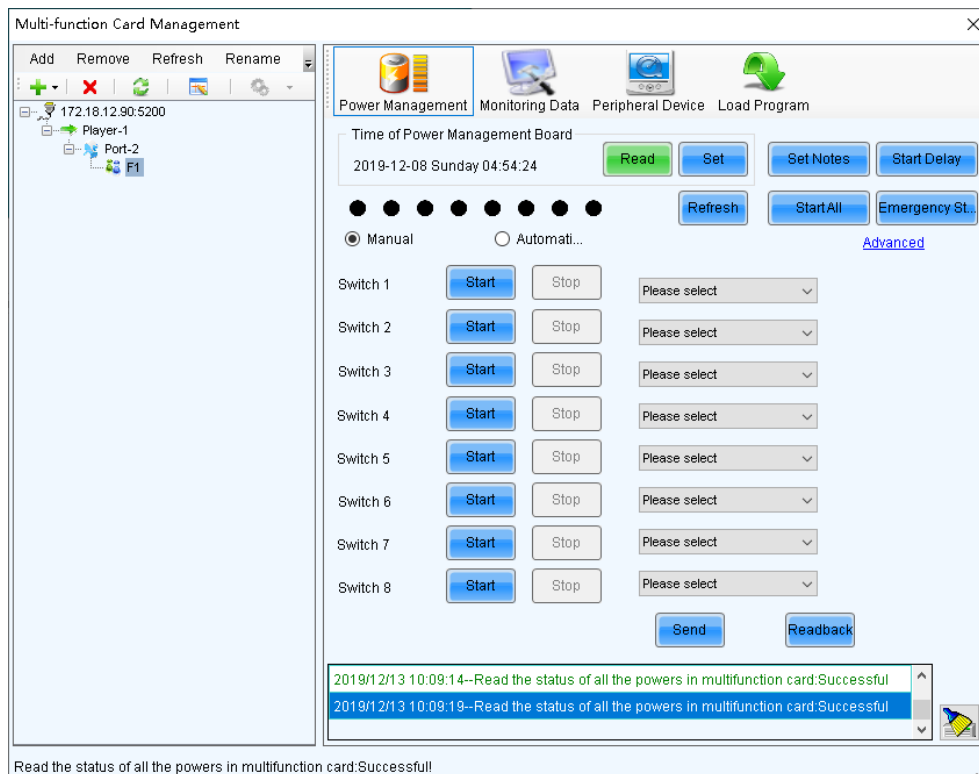 Multi-function Card Management
Add Remove Refresh Rename
172.18.12.90:5200
Player-1
Port-2
F1
Power Management Monitoring Data Peripheral Device Load Program
Time of Power Management Board
2019-12-08 Sunday 04:54:24
Read Set Set Notes Start Delay
Refresh Start All Emergency St...
Manual Automati... Advanced
Switch 1 Start Stop Please select
Switch 2 Start Stop Please select
Switch 3 Start Stop Please select
Switch 4 Start Stop Please select
Switch 5 Start Stop Please select
Switch 6 Start Stop Please select
Switch 7 Start Stop Please select
Switch 8 Start Stop Please select
Send Readback
2019/12/13 10:09:14--Read the status of all the powers in multifunction card:Successful
2019/12/13 10:09:19--Read the status of all the powers in multifunction card:Successful
Read the status of all the powers in multifunction card:Successful!